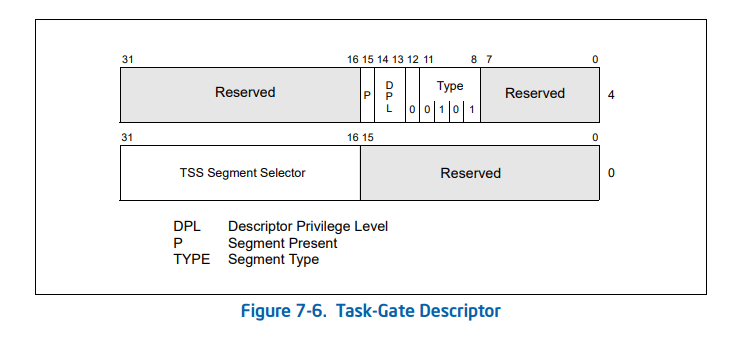 31 16 15 14 13 12 11 8 7 0
Reserved P DPL 0 Type 0 1 0 1 Reserved 4
31 16 15 0
TSS Segment Selector Reserved 0
DPL Descriptor Privilege Level
P Segment Present
TYPE Segment Type
Figure 7-6. Task-Gate Descriptor